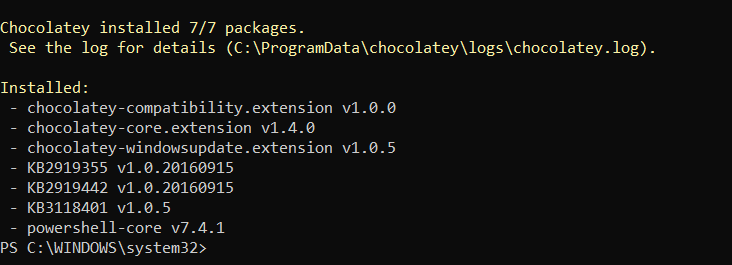 Chocolatey installed 7/7 packages.
See the log for details (C:\ProgramData\chocolatey\logs\chocolatey.log).
Installed:
- chocolatey-compatibility.extension v1.0.0
- chocolatey-core.extension v1.4.0
- chocolatey-windowsupdate.extension v1.0.5
- KB2919355 v1.0.20160915
- KB2919442 v1.0.20160915
- KB3118401 v1.0.5
- powershell-core v7.4.1
PS C:\WINDOWS\system32>